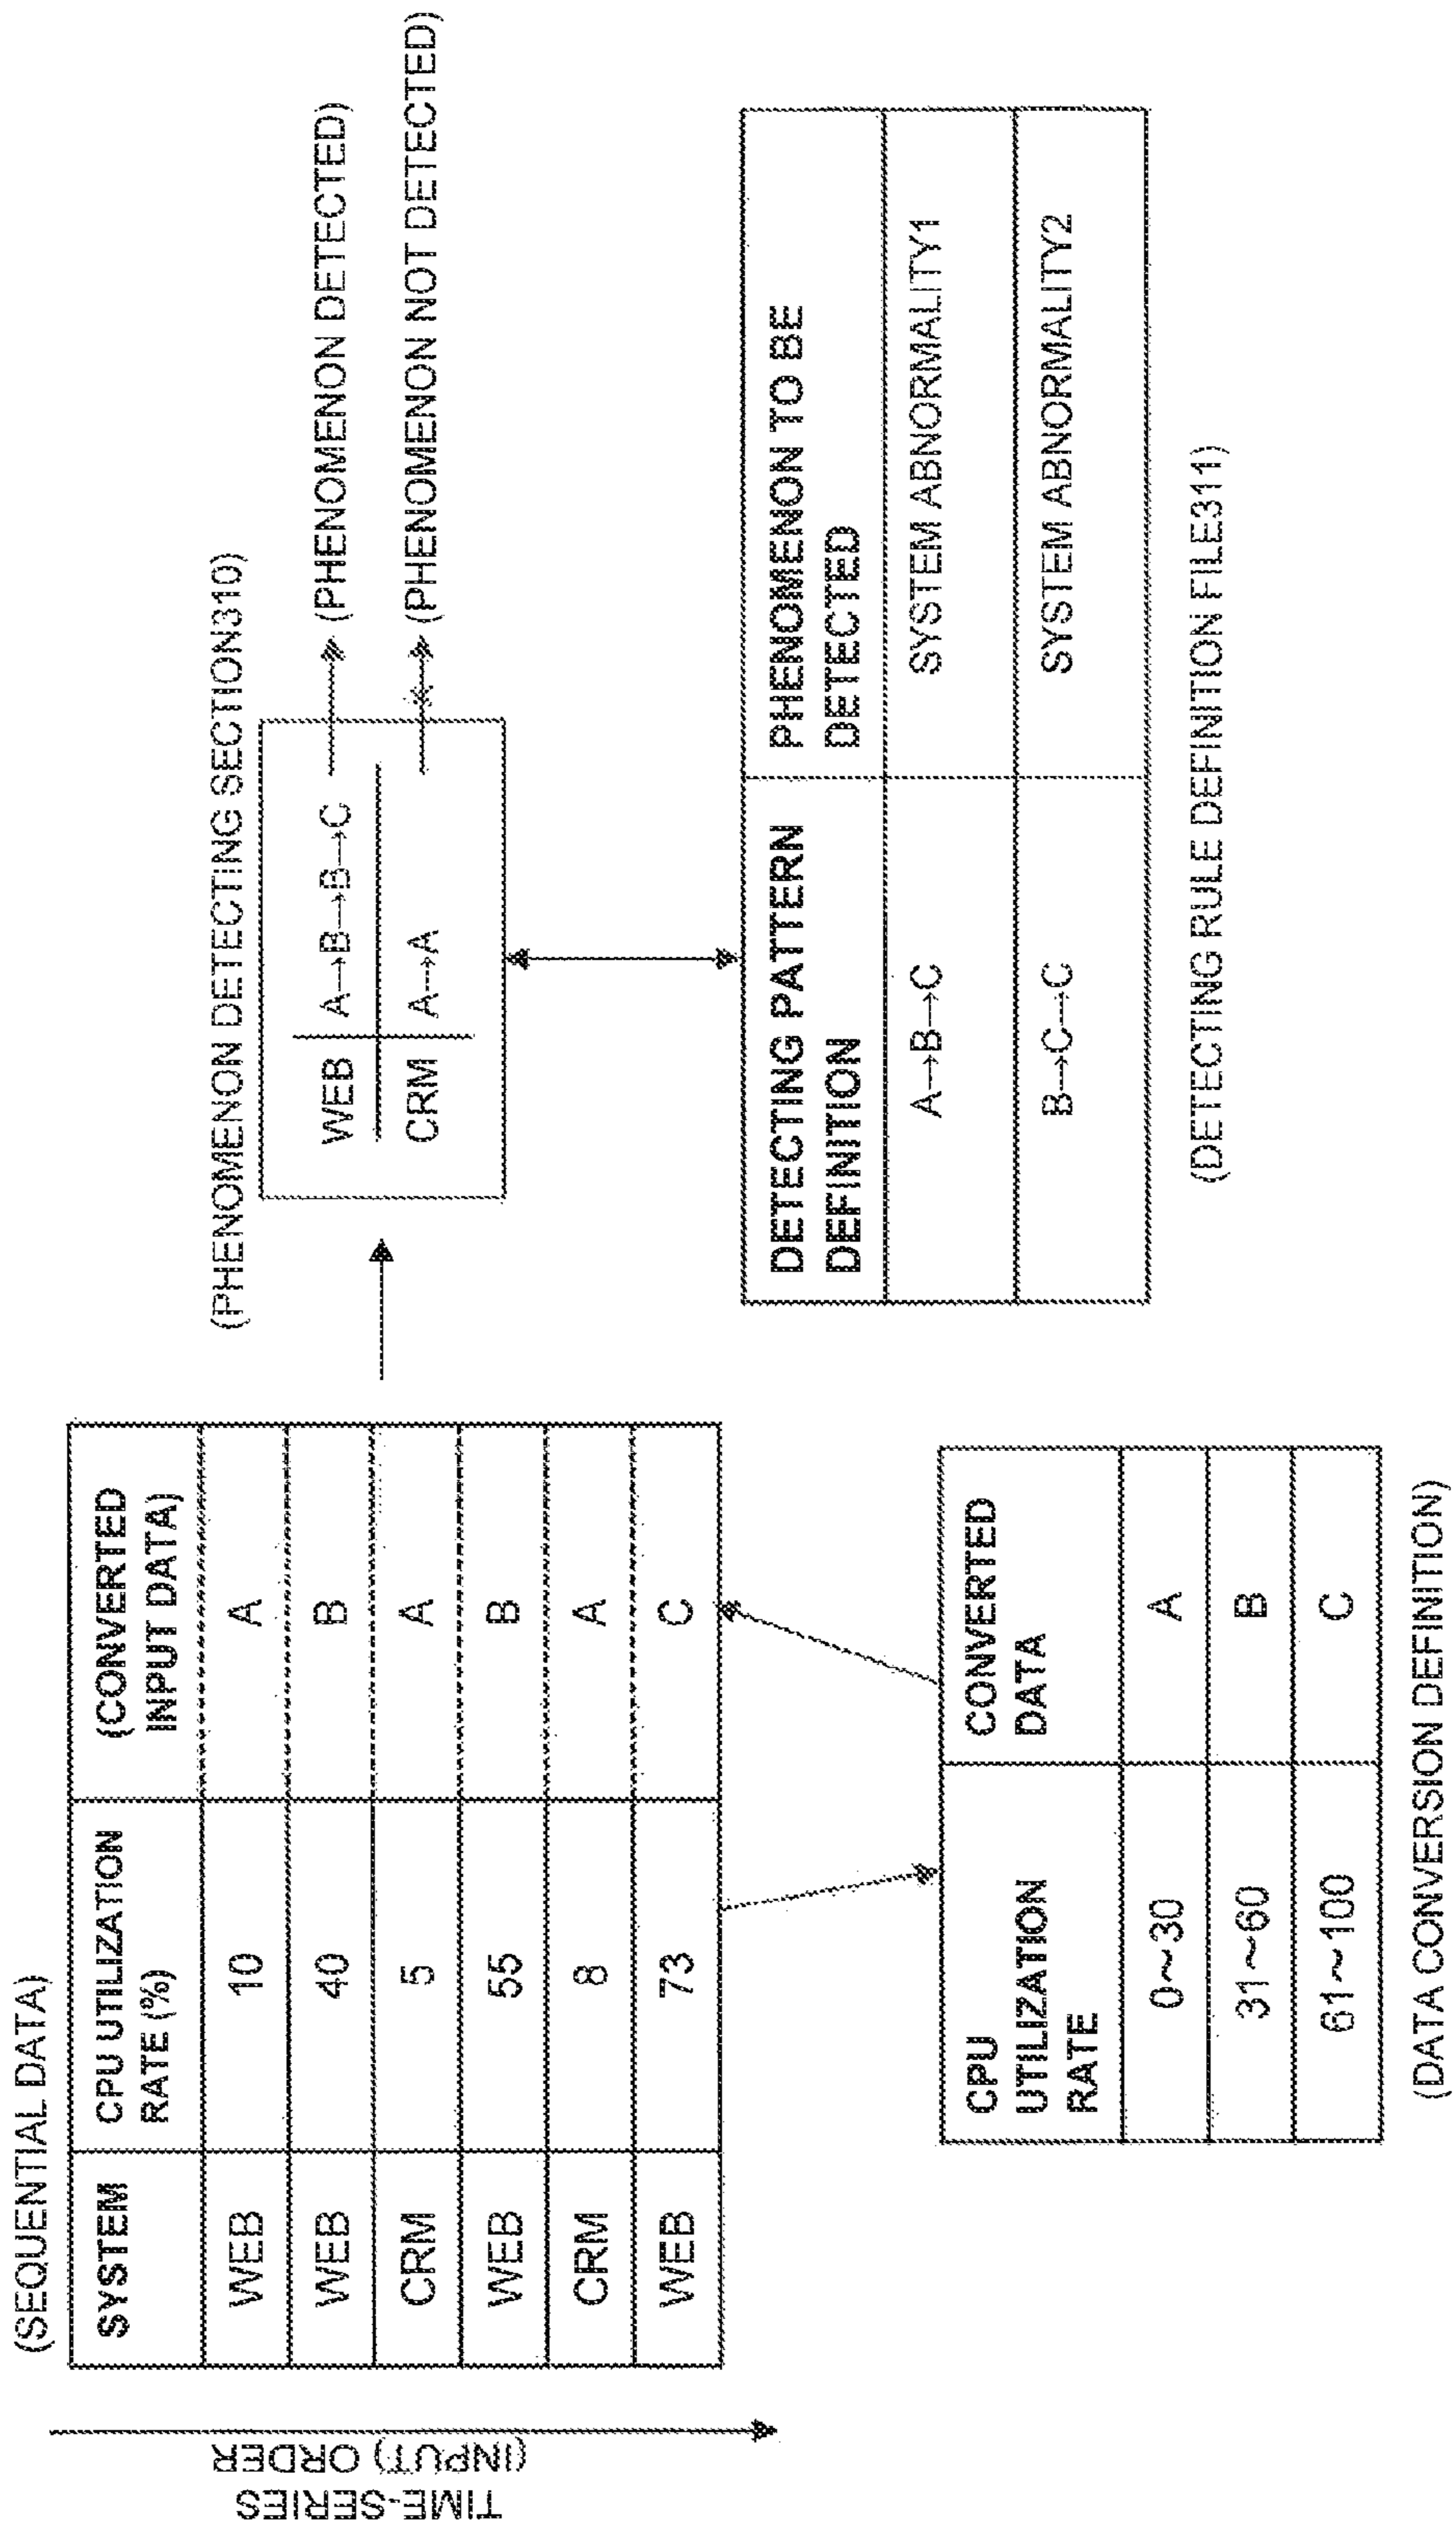 (SEQUENTIAL DATA)
TIME-SERIES
(INPUT) ORDER
SYSTEM
CPU UTILIZATION
RATE (%)
(CONVERTED
INPUT DATA)
WEB 10 A
WEB 40 B
CRM 5 A
WEB 55 B
CRM 8 A
WEB 73 C
CPU
UTILIZATION
RATE
CONVERTED
DATA
0~30 A
31~60 B
61~100 C
(DATA CONVERSION DEFINITION)
(PHENOMENON DETECTING SECTION310)
WEB A→B→B→C
(PHENOMENON DETECTED)
CRM A→A
(PHENOMENON NOT DETECTED)
DETECTING PATTERN
DEFINITION
PHENOMENON TO BE
DETECTED
A→B→C SYSTEM ABNORMALITY1
B→C→C SYSTEM ABNORMALITY2
(DETECTING RULE DEFINITION FILE311)